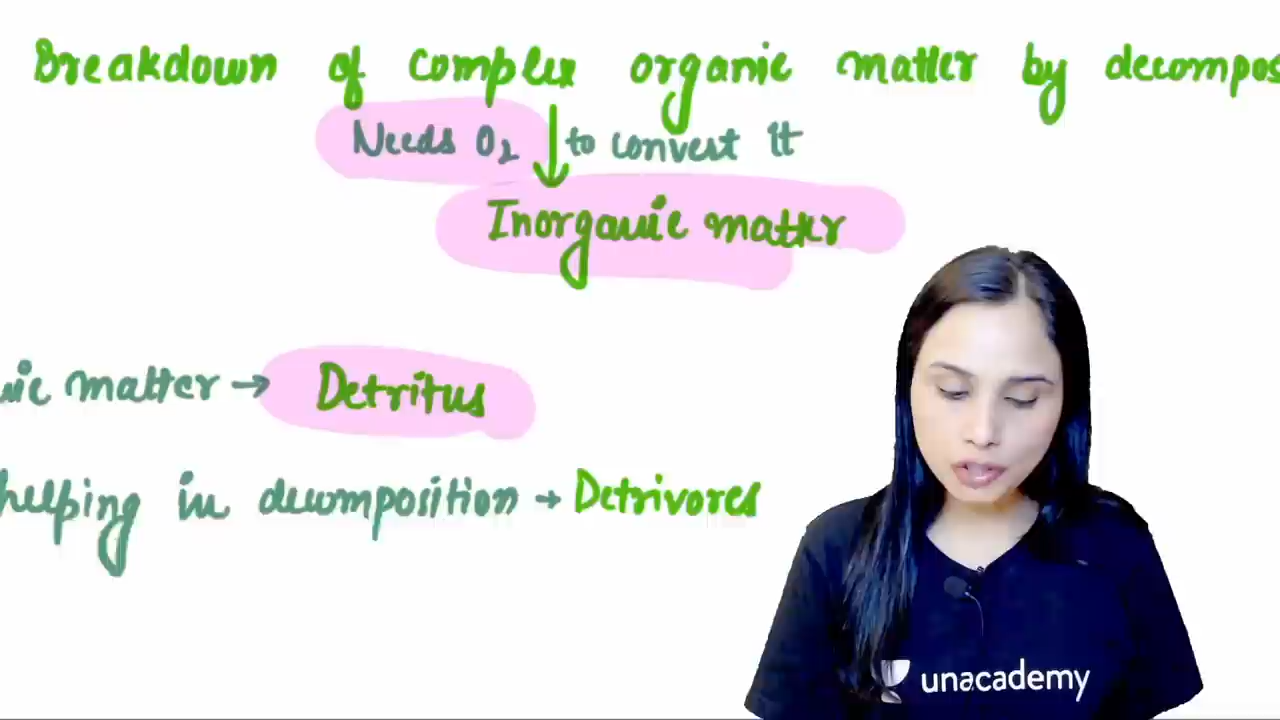 Breakdown of complex organic matter by decompos
Needs O₂ to convert it
Inorganic matter
nic matter → Detritus
helping in decomposition → Detrivores
unacademy